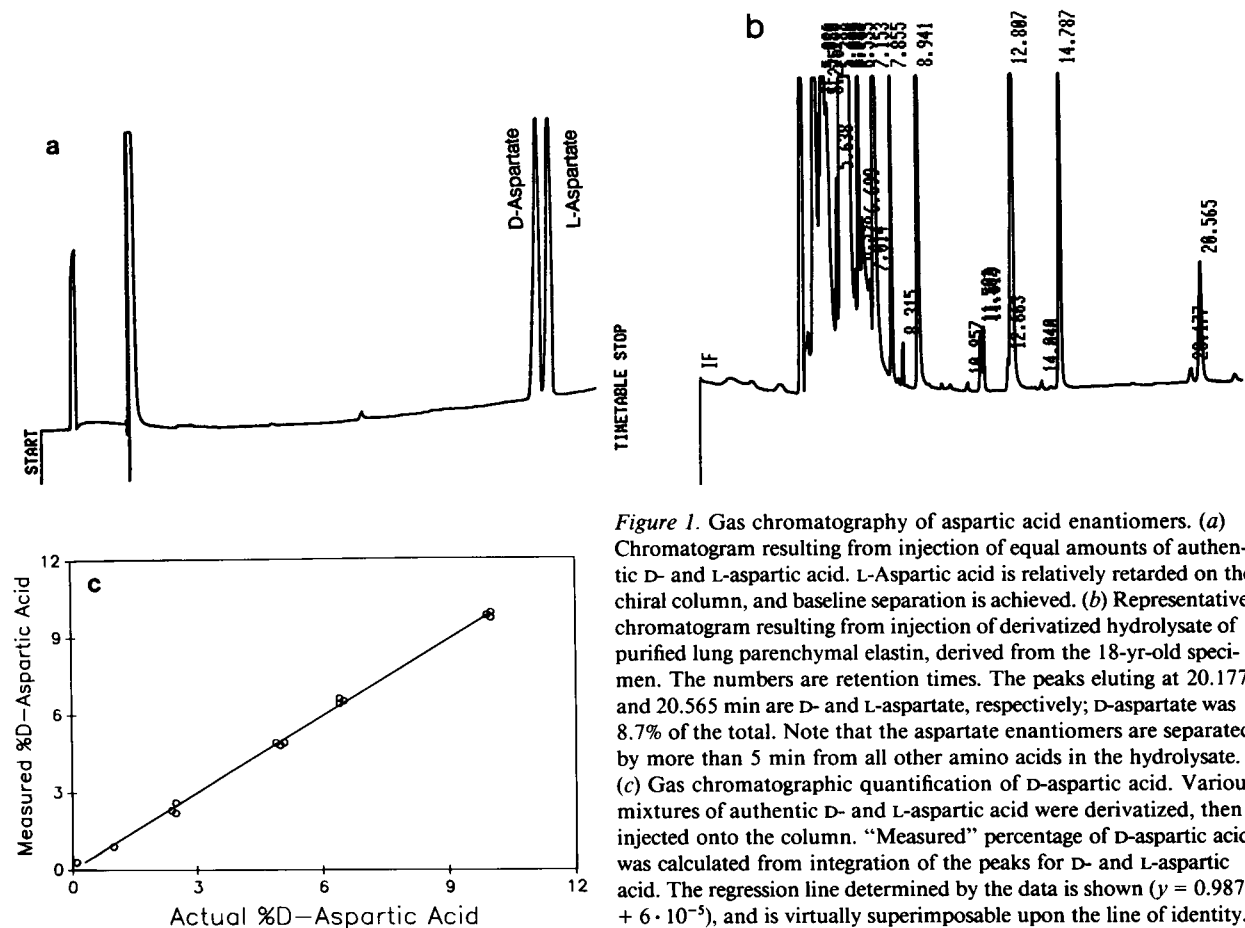 a
D-Aspartate
L-Aspartate
START
TIMETABLE STOP
b
IF
5.638
6.699
7.014
7.153
7.855
8.315
8.941
10.957
12.807
12.863
14.040
14.787
20.177
20.565
c
Measured %D-Aspartic Acid
12
9
6
3
0
0
3
6
9
12
Actual %D-Aspartic Acid
Figure 1. Gas chromatography of aspartic acid enantiomers. (a)
Chromatogram resulting from injection of equal amounts of authen-
tic D- and L-aspartic acid. L-Aspartic acid is relatively retarded on the
chiral column, and baseline separation is achieved. (b) Representative
chromatogram resulting from injection of derivatized hydrolysate of
purified lung parenchymal elastin, derived from the 18-yr-old speci-
men. The numbers are retention times. The peaks eluting at 20.177
and 20.565 min are D- and L-aspartate, respectively; D-aspartate was
8.7% of the total. Note that the aspartate enantiomers are separated
by more than 5 min from all other amino acids in the hydrolysate.
(c) Gas chromatographic quantification of D-aspartic acid. Various
mixtures of authentic D- and L-aspartic acid were derivatized, then
injected onto the column. "Measured" percentage of D-aspartic acid
was calculated from integration of the peaks for D- and L-aspartic
acid. The regression line determined by the data is shown (y = 0.987
+ 6 · 10⁻⁵), and is virtually superimposable upon the line of identity.